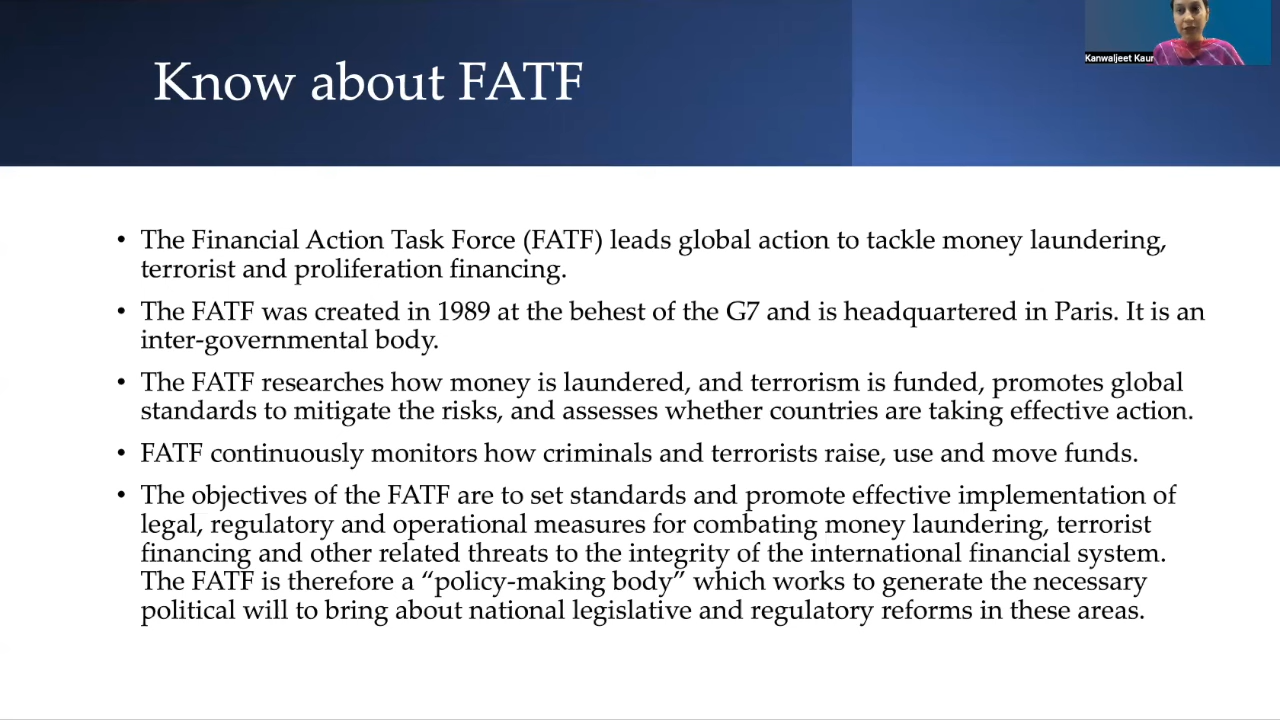 Know about FATF
Kanwaljeet Kaur
• The Financial Action Task Force (FATF) leads global action to tackle money laundering,
terrorist and proliferation financing.
• The FATF was created in 1989 at the behest of the G7 and is headquartered in Paris. It is an
inter-governmental body.
• The FATF researches how money is laundered, and terrorism is funded, promotes global
standards to mitigate the risks, and assesses whether countries are taking effective action.
• FATF continuously monitors how criminals and terrorists raise, use and move funds.
• The objectives of the FATF are to set standards and promote effective implementation of
legal, regulatory and operational measures for combating money laundering, terrorist
financing and other related threats to the integrity of the international financial system.
The FATF is therefore a “policy-making body” which works to generate the necessary
political will to bring about national legislative and regulatory reforms in these areas.